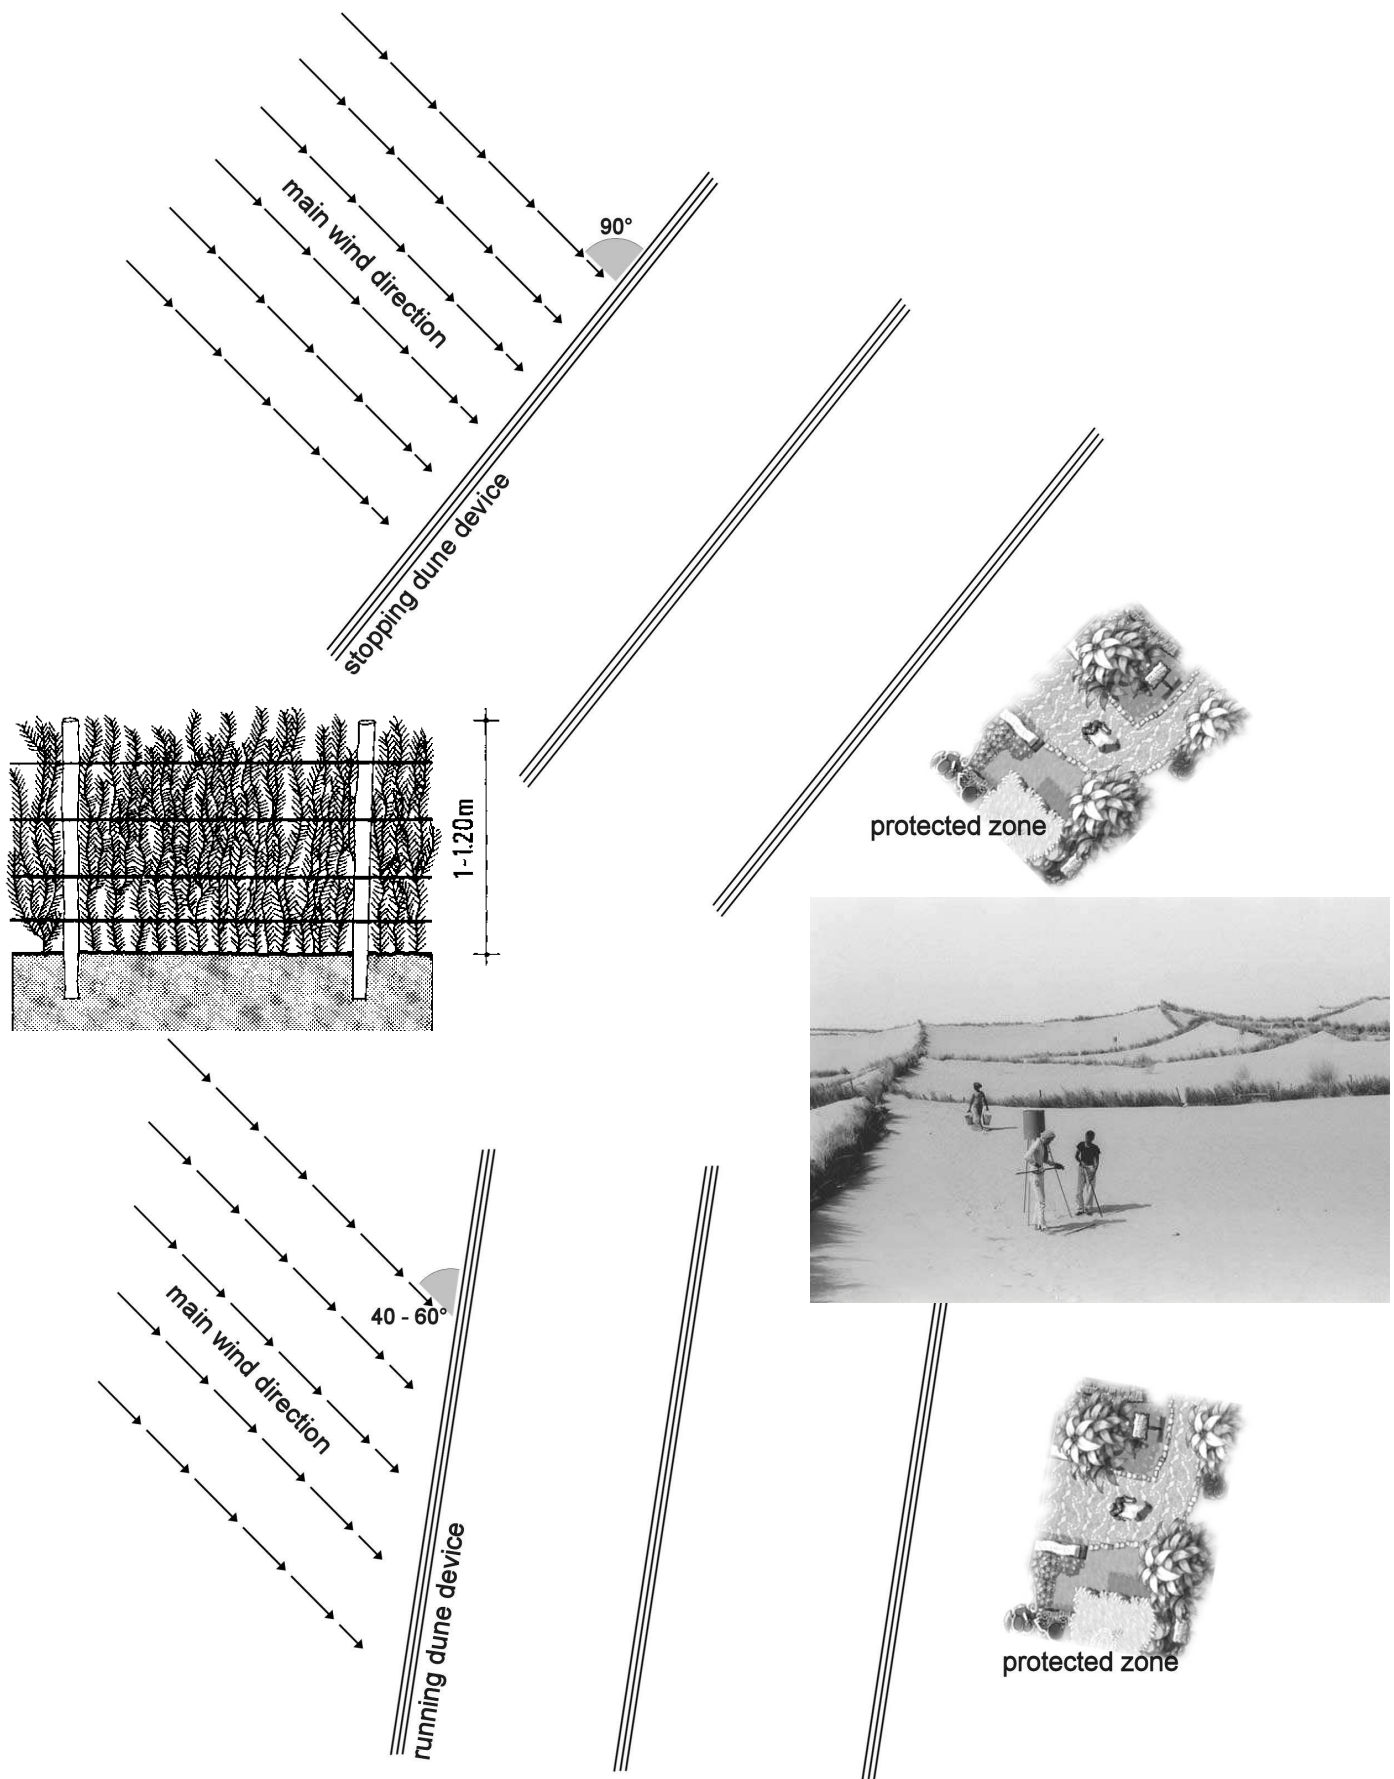 90°
main wind direction
stopping dune device
1-1.20m
protected zone
40 - 60°
main wind direction
running dune device
protected zone